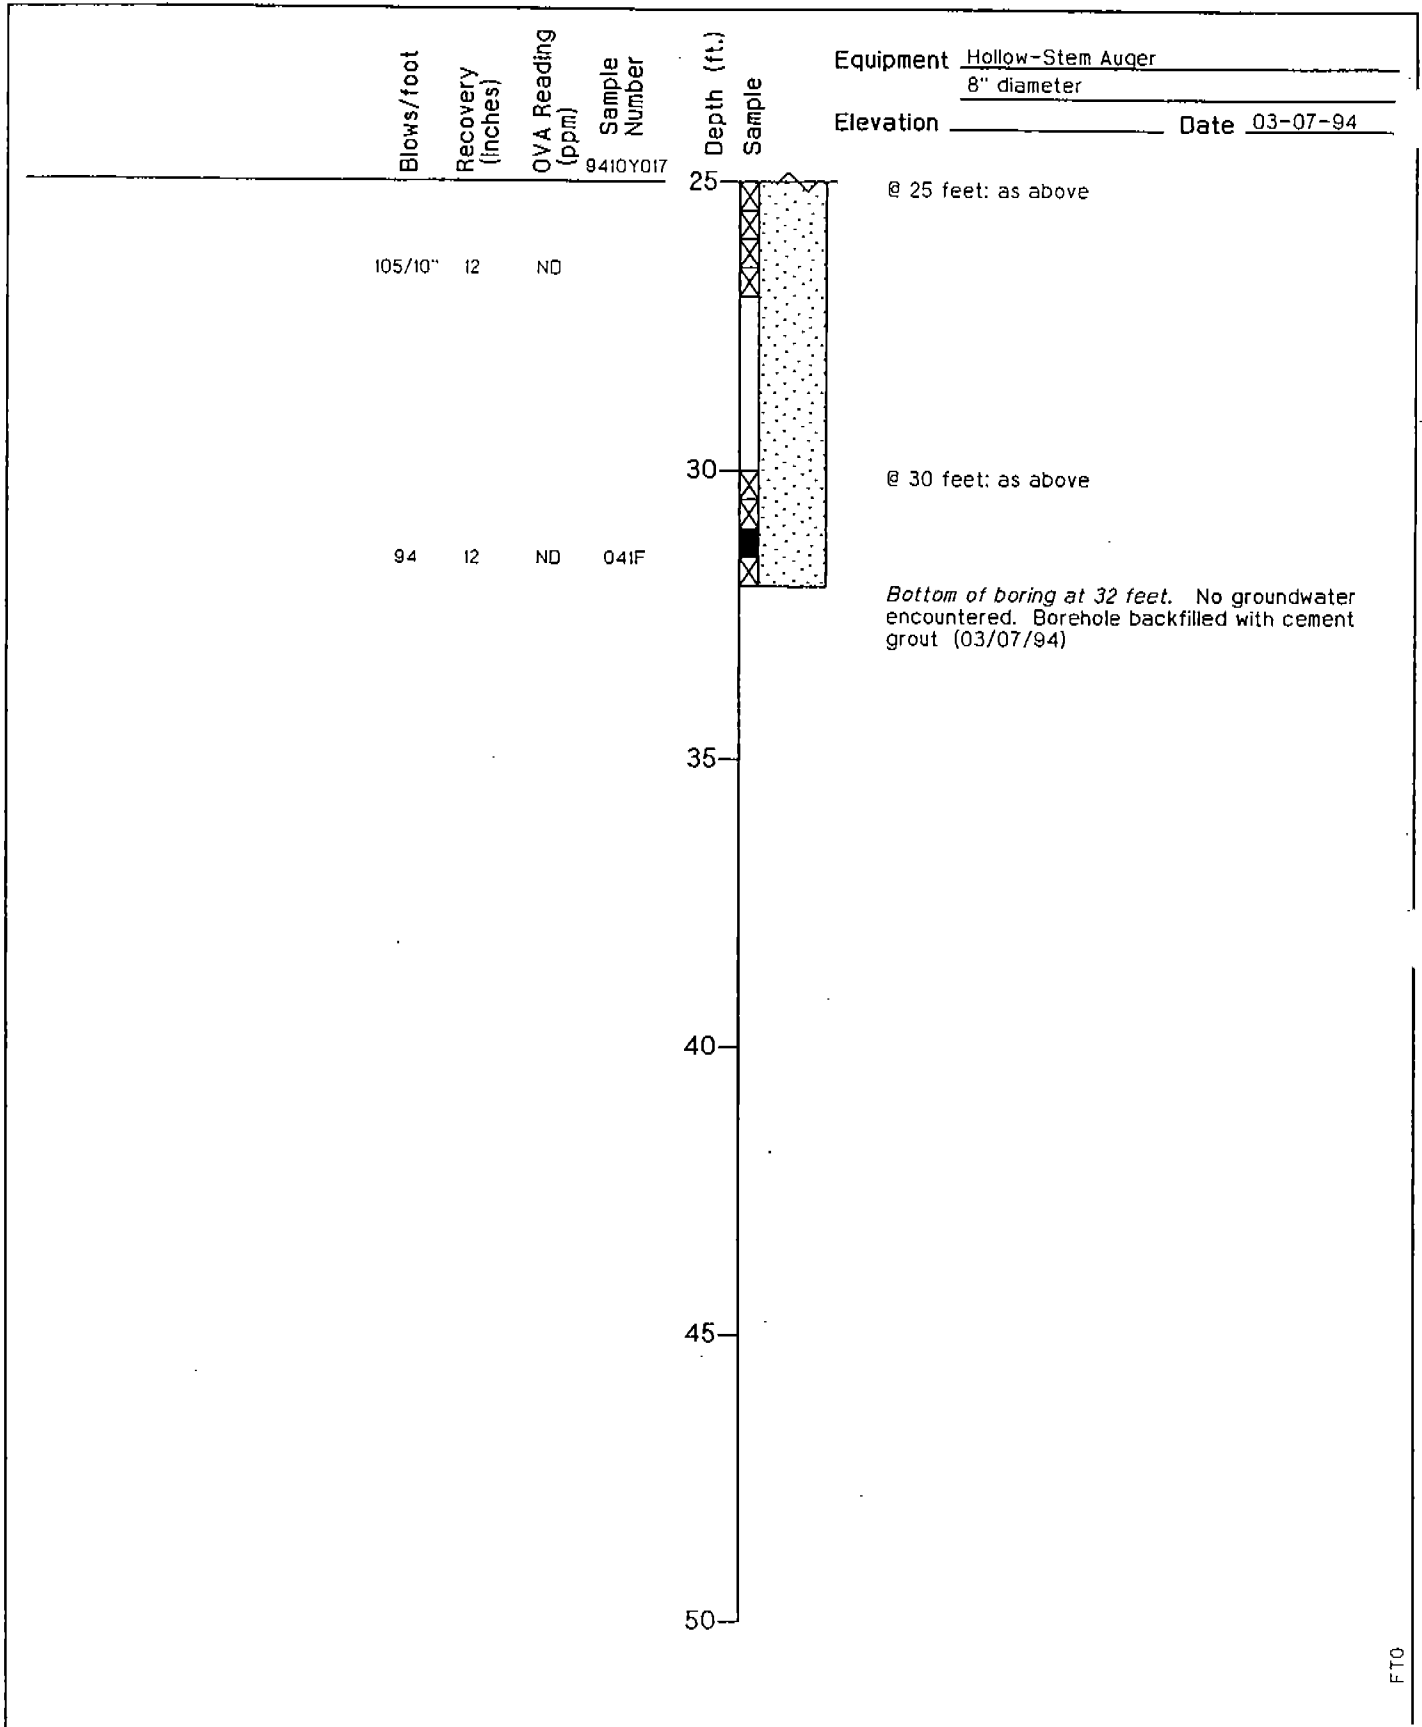 Blows/foot
Recovery
(inches)
OVA Reading
(ppm)
Sample
Number
9410Y017
Depth (ft.)
Sample
Equipment Hollow-Stem Auger
8" diameter
Elevation
Date 03-07-94
25
@ 25 feet: as above
105/10" 12 ND
30
@ 30 feet: as above
94 12 ND 041F
Bottom of boring at 32 feet. No groundwater
encountered. Borehole backfilled with cement
grout (03/07/94)
35
40
45
50
FTO